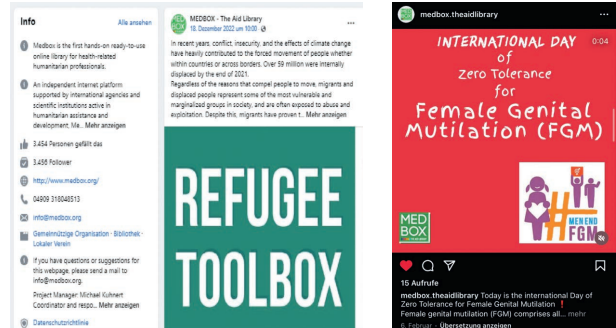 Info
Alle ansehen
Medbox is the first hands-on ready-to-use
online library for health-related
humanitarian professionals.
An independent internet platform
supported by international agencies and
scientific institutions active in
humanitarian assistance and
development, Me... Mehr anzeigen
3.454 Personen gefällt das
3.456 Follower
http://www.medbox.org/
04909 318048513
info@medbox.org
Gemeinnützige Organisation · Bibliothek ·
Lokaler Verein
If you have questions or suggestions for
this webpage, please send a mail to
info@medbox.org.
Project Manager: Michael Kuhnert
Coordinator and respo... Mehr anzeigen
Datenschutzrichtlinie
MEDBOX - The Aid Library
18. Dezember 2022 um 10:00 ·
In recent years, conflict, insecurity, and the effects of climate change
have heavily contributed to the forced movement of people whether
within countries or across borders. Over 59 million were internally
displaced by the end of 2021.
Regardless of the reasons that compel people to move, migrants and
displaced people represent some of the most vulnerable and
marginalized groups in society, and are often exposed to abuse and
exploitation. Despite this, migrants have proven t... Mehr anzeigen
REFUGEE
TOOLBOX
medbox.theaidlibrary
0:04
INTERNATIONAL DAY
of
Zero Tolerance
for
Female Genital
Mutilation (FGM)
MED
BOX
#
MEN END
FGM
15 Aufrufe
medbox.theaidlibrary Today is the international Day of
Zero Tolerance for Female Genital Mutilation ❗
Female genital mutilation (FGM) comprises all... mehr
6. Februar · Übersetzung anzeigen